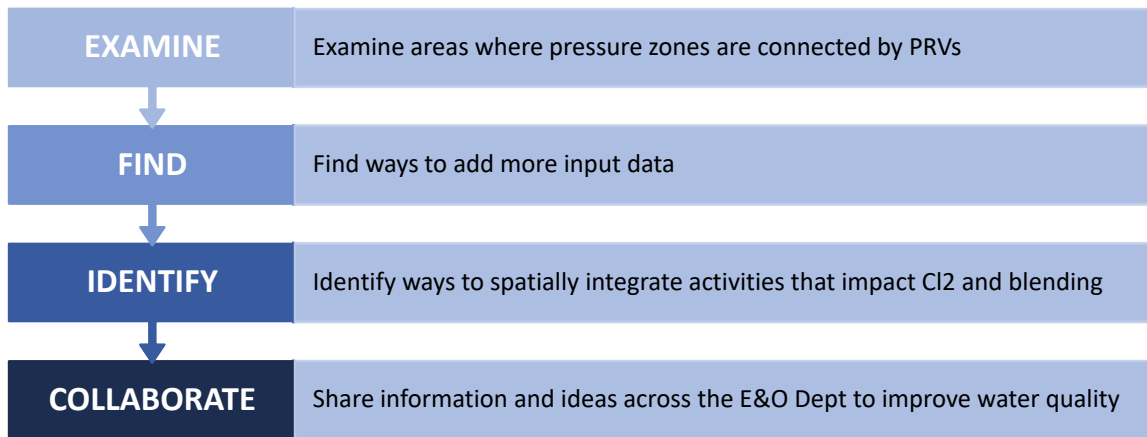 EXAMINE
Examine areas where pressure zones are connected by PRVs
FIND
Find ways to add more input data
IDENTIFY
Identify ways to spatially integrate activities that impact Cl2 and blending
COLLABORATE
Share information and ideas across the E&O Dept to improve water quality